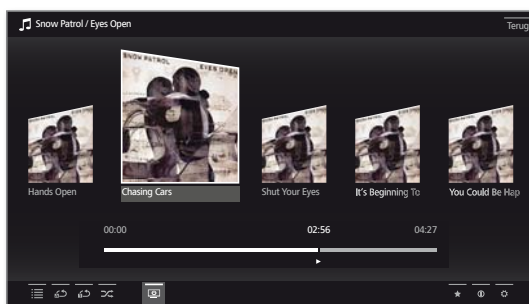 Snow Patrol / Eyes Open
Terug
SNOW PATROL EYES OPEN
Hands Open
Chasing Cars
Shut Your Eyes
It's Beginning To
You Could Be Hap
00:00 02:56 04:27